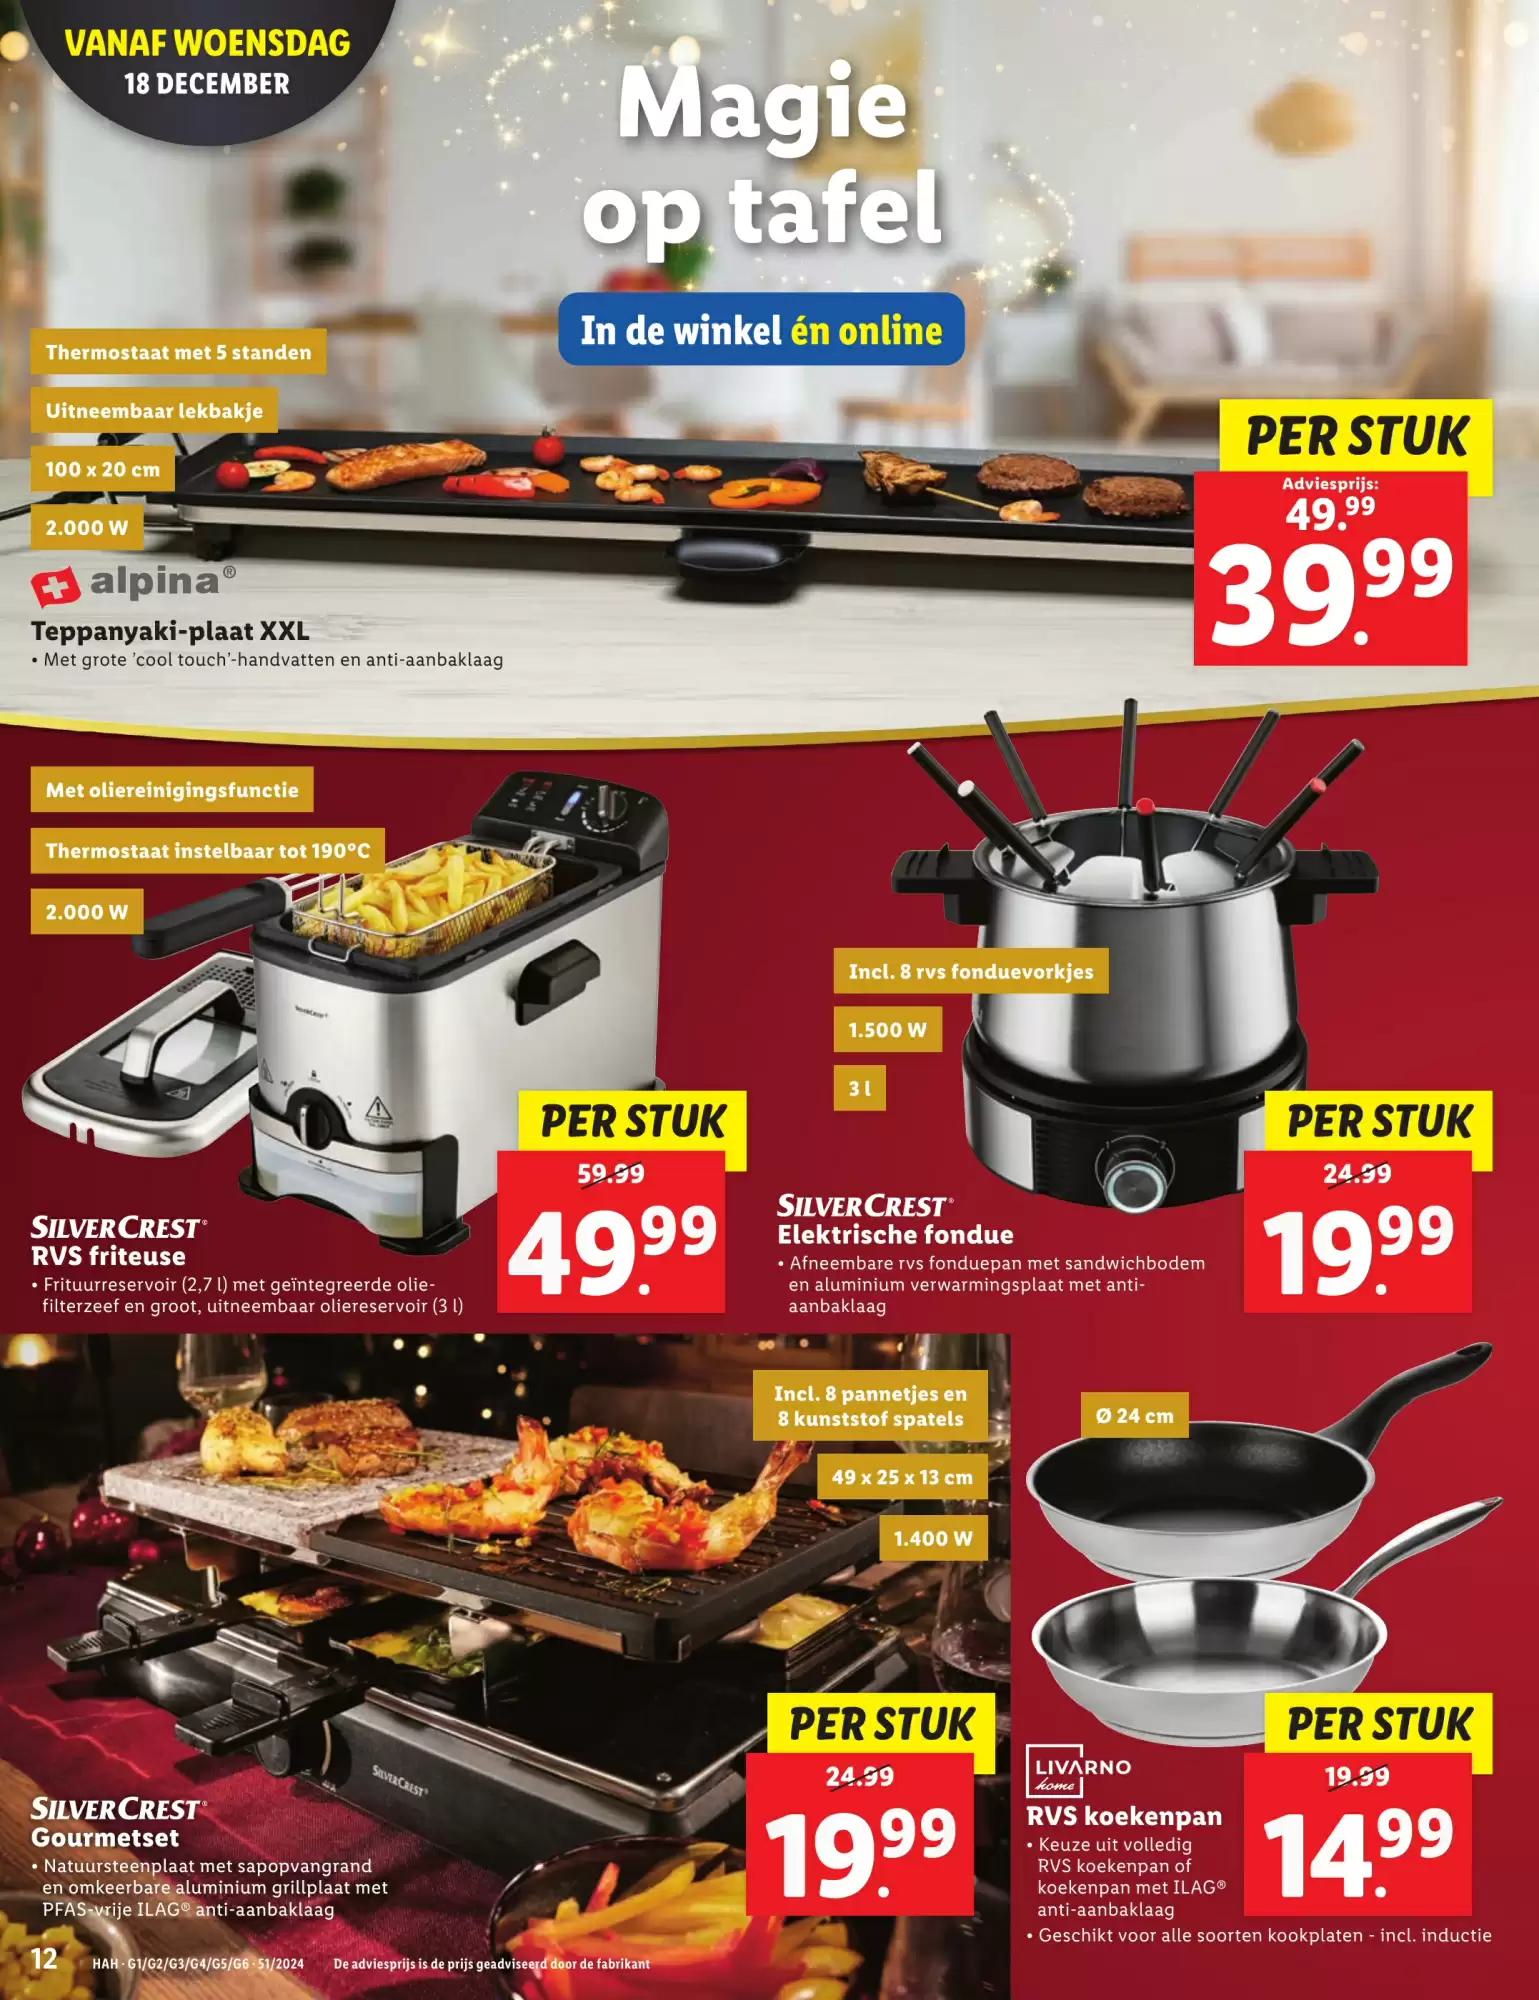 VANAF WOENSDAG
18 DECEMBER
Magie
op tafel
In de winkel én online
Thermostaat met 5 standen
Uitneembaar lekbakje
100 x 20 cm
2.000 W
alpina®
Teppanyaki-plaat XXL
• Met grote 'cool touch'-handvatten en anti-aanbaklaag
PER STUK
Adviesprijs:
49.99
39.99
Met oliereinigingsfunctie
Thermostaat instelbaar tot 190°C
2.000 W
SILVERCREST®
RVS friteuse
• Frituurreservoir (2,7 l) met geïntegreerde olie-
filterzeef en groot, uitneembaar oliereservoir (3 l)
PER STUK
59.99
49.99
Incl. 8 rvs fonduevorkjes
1.500 W
3 l
SILVERCREST®
Elektrische fondue
• Afneembare rvs fonduepan met sandwichbodem
en aluminium verwarmingsplaat met anti-
aanbaklaag
PER STUK
24.99
19.99
Incl. 8 pannetjes en
8 kunststof spatels
49 x 25 x 13 cm
1.400 W
SILVERCREST®
SILVERCREST®
Gourmetset
• Natuursteenplaat met sapopvangrand
en omkeerbare aluminium grillplaat met
PFAS-vrije ILAG® anti-aanbaklaag
PER STUK
24.99
19.99
Ø 24 cm
LIVARNO
home
RVS koekenpan
• Keuze uit volledig
RVS koekenpan of
koekenpan met ILAG®
anti-aanbaklaag
• Geschikt voor alle soorten kookplaten - incl. inductie
PER STUK
19.99
14.99
12
HAH · G1/G2/G3/G4/G5/G6 · 51/2024
De adviesprijs is de prijs geadviseerd door de fabrikant